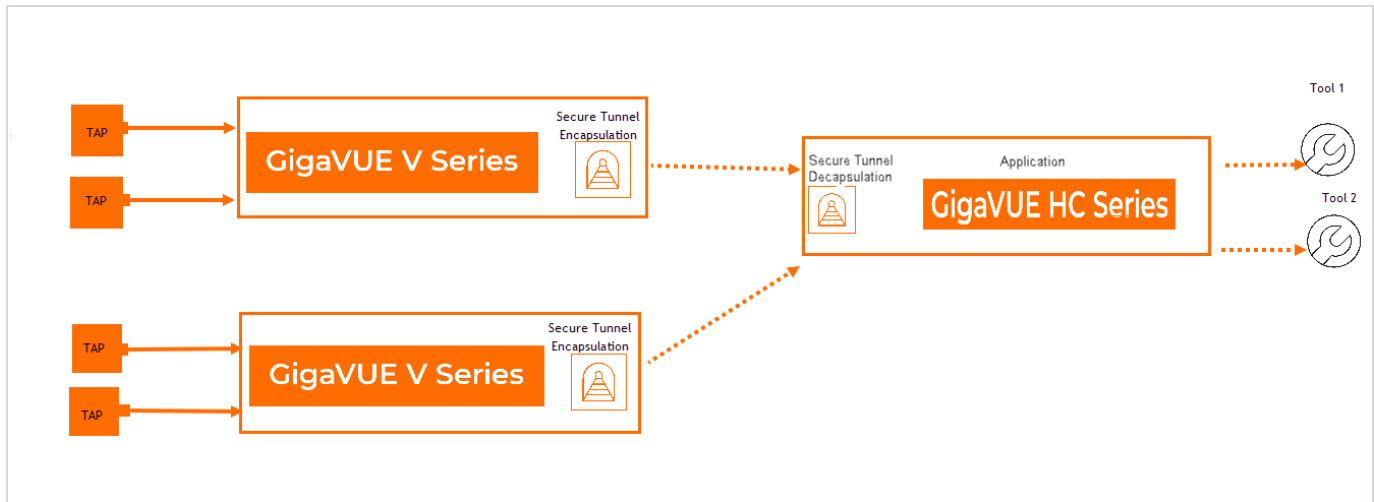 TAP
TAP
Secure Tunnel
Encapsulation
GigaVUE V Series
TAP
TAP
Secure Tunnel
Encapsulation
GigaVUE V Series
Secure Tunnel
Decapsulation
Application
GigaVUE HC Series
Tool 1
Tool 2